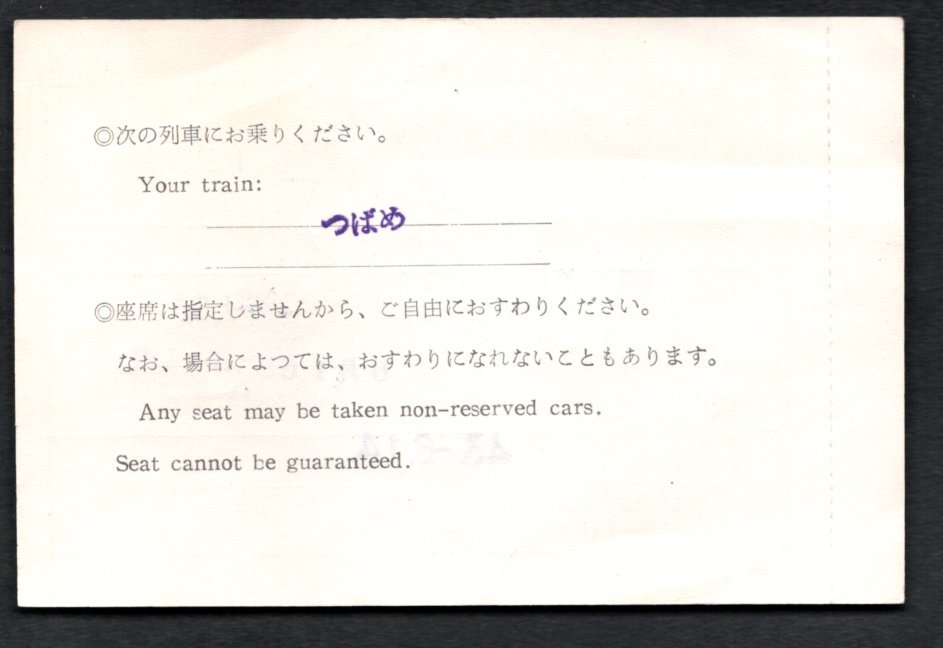 ◎次の列車にお乗りください。
Your train:
つばめ
◎座席は指定しませんから、ご自由におすわりください。
なお、場合によつては、おすわりになれないこともあります。
Any seat may be taken non-reserved cars.
Seat cannot be guaranteed.